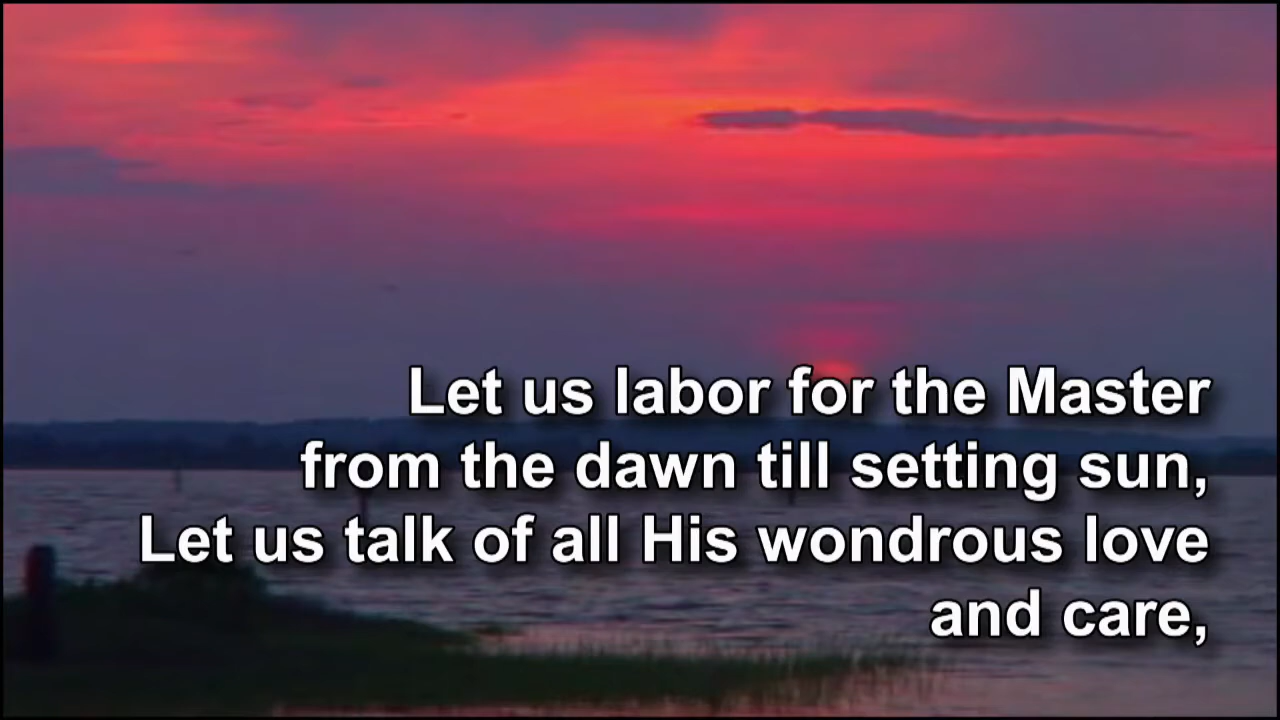 Let us labor for the Master
from the dawn till setting sun,
Let us talk of all His wondrous love
and care,